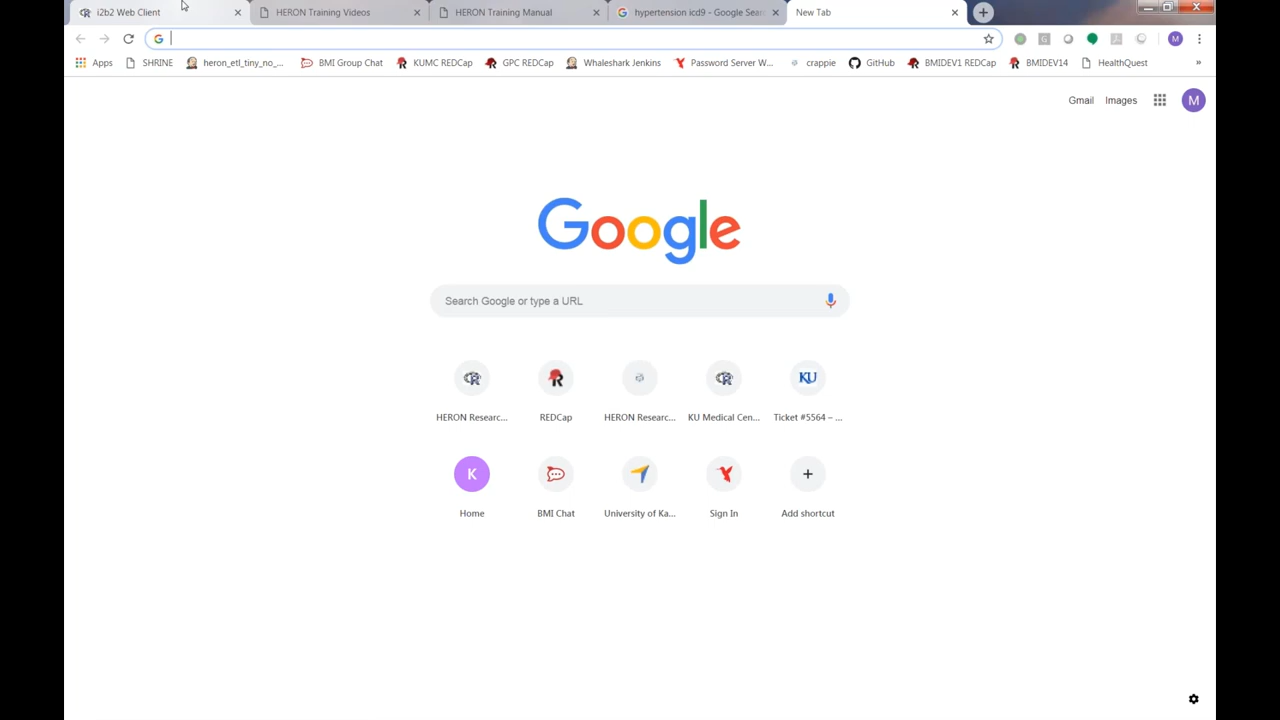 i2b2 Web Client
HERON Training Videos
HERON Training Manual
hypertension icd9 - Google Sear
New Tab
M
Apps
SHRINE
heron_etl_tiny_no_...
BMI Group Chat
KUMC REDCap
GPC REDCap
Whaleshark Jenkins
Password Server W...
crappie
GitHub
BMIDEV1 REDCap
BMIDEV14
HealthQuest
»
Gmail
Images
M
Google
Search Google or type a URL
KU
HERON Researc...
REDCap
HERON Researc...
KU Medical Cen...
Ticket #5564 – ...
K
Home
BMI Chat
University of Ka...
Sign In
Add shortcut